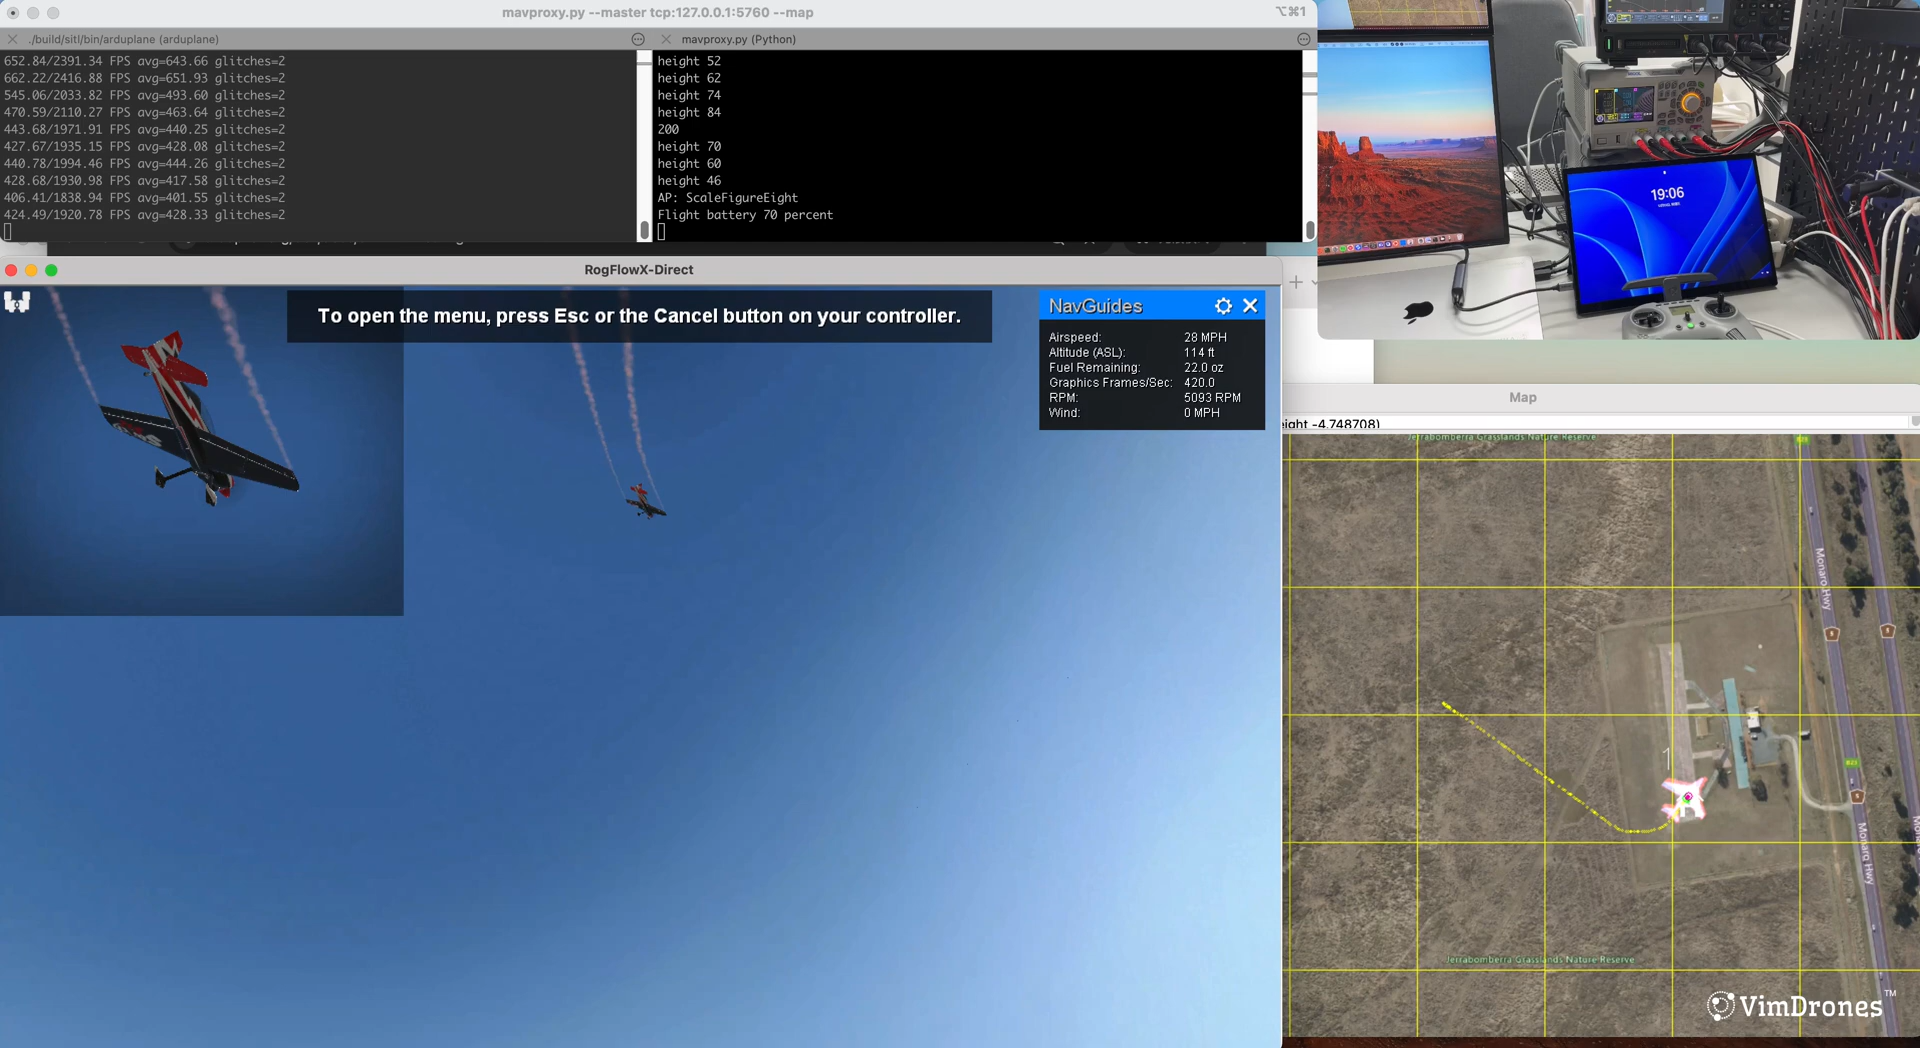 mavproxy.py --master tcp:127.0.0.1:5760 --map
⌥⌘1
./build/sitl/bin/arduplane (arduplane)
652.84/2391.34 FPS avg=643.66 glitches=2
662.22/2416.88 FPS avg=651.93 glitches=2
545.06/2033.82 FPS avg=493.60 glitches=2
470.59/2110.27 FPS avg=463.64 glitches=2
443.68/1971.91 FPS avg=440.25 glitches=2
427.67/1935.15 FPS avg=428.08 glitches=2
440.78/1994.46 FPS avg=444.26 glitches=2
428.68/1930.98 FPS avg=417.58 glitches=2
406.41/1838.94 FPS avg=401.55 glitches=2
424.49/1920.78 FPS avg=428.33 glitches=2
mavproxy.py (Python)
height 52
height 62
height 74
height 84
200
height 70
height 60
height 46
AP: ScaleFigureEight
Flight battery 70 percent
19:06
RogFlowX-Direct
To open the menu, press Esc or the Cancel button on your controller.
NavGuides
Airspeed: 28 MPH
Altitude (ASL): 114 ft
Fuel Remaining: 22.0 oz
Graphics Frames/Sec: 420.0
RPM: 5093 RPM
Wind: 0 MPH
Map
eight -4.748708)
Jerrabomberra Grasslands Nature Reserve
B23
Monaro Hwy
1
B23
Monaro Hwy
Jerrabomberra Grasslands Nature Reserve
VimDrones™